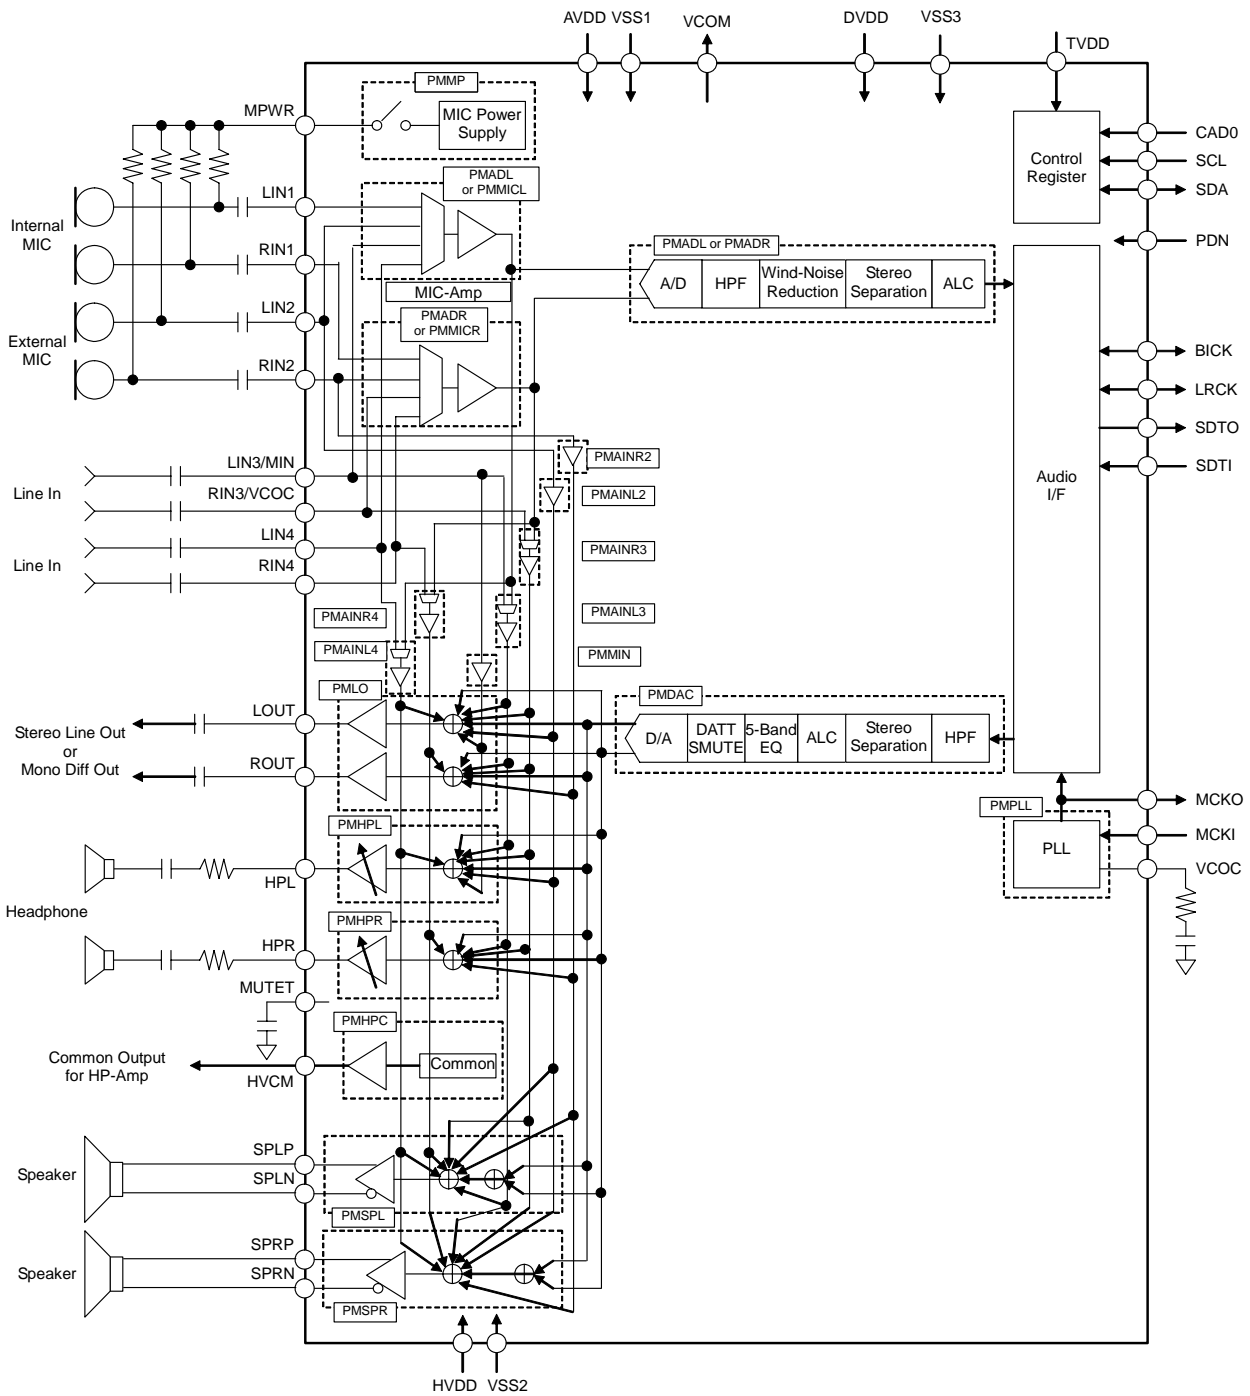 AVDD VSS1 VCOM DVDD VSS3
TVDD
PMMP
MPWR
MIC Power
Supply
CAD0
Control
Register
SCL
SDA
PMADL
or PMMICL
LIN1
Internal
MIC
RIN1
PDN
PMADL or PMADR
A/D
HPF
Wind-Noise
Reduction
Stereo
Separation
ALC
MIC-Amp
LIN2
PMADR
or PMMICR
External
MIC
RIN2
BICK
LRCK
SDTO
SDTI
Audio
I/F
LIN3/MIN
PMAINR2
Line In
RIN3/VCOC
PMAINL2
LIN4
PMAINR3
Line In
RIN4
PMAINR4
PMAINL3
PMAINL4
PMMIN
PMLO
PMDAC
LOUT
Stereo Line Out
or
Mono Diff Out
ROUT
D/A
DATT
SMUTE
5-Band
EQ
ALC
Stereo
Separation
HPF
MCKO
PMPLL
MCKI
PLL
VCOC
PMHPL
HPL
Headphone
PMHPR
HPR
MUTET
PMHPC
Common Output
for HP-Amp
HVCM
Common
SPLP
Speaker
SPLN
PMSPL
SPRP
Speaker
SPRN
PMSPR
HVDD VSS2